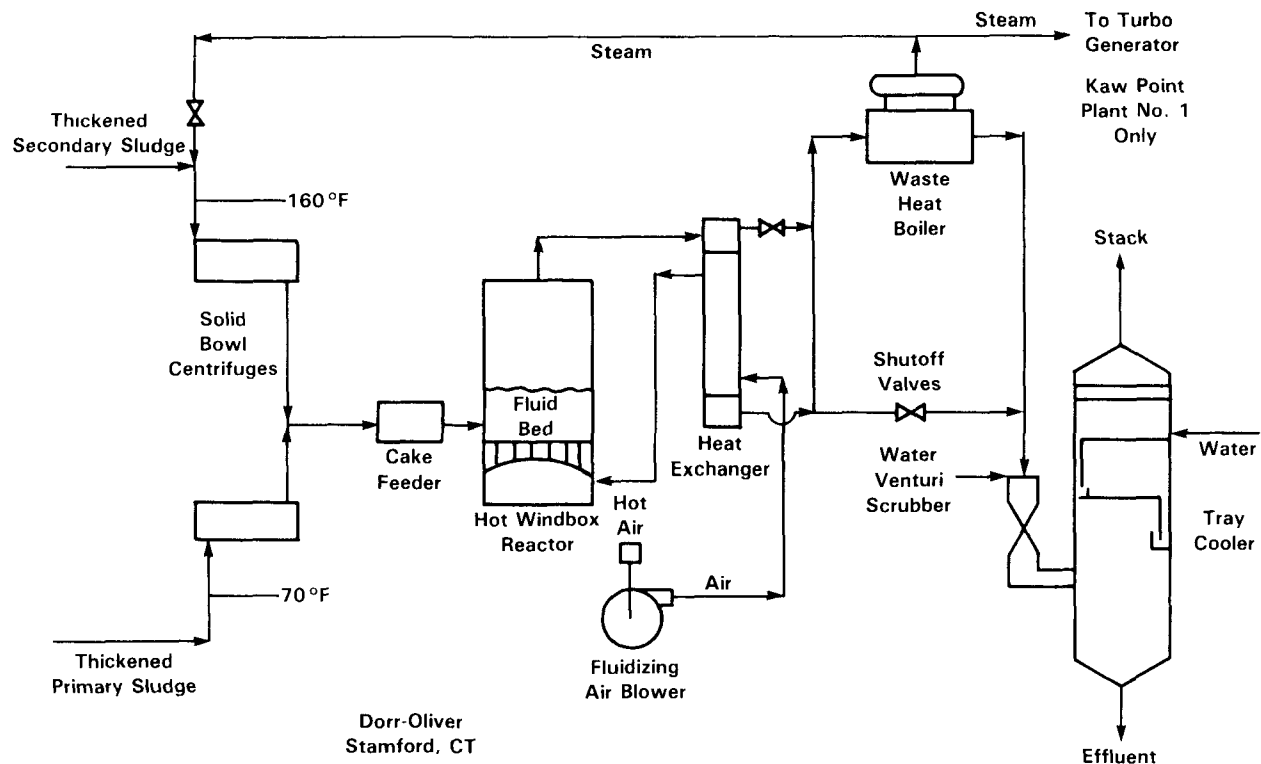 Steam
To Turbo
Generator
Steam
Kaw Point
Plant No. 1
Only
Thickened
Secondary Sludge
160°F
Waste
Heat
Boiler
Stack
Solid
Bowl
Centrifuges
Shutoff
Valves
Fluid
Bed
Cake
Feeder
Heat
Exchanger
Water
Venturi
Scrubber
Water
Hot
Air
Hot Windbox
Reactor
Tray
Cooler
70°F
Air
Thickened
Primary Sludge
Fluidizing
Air Blower
Dorr-Oliver
Stamford, CT
Effluent